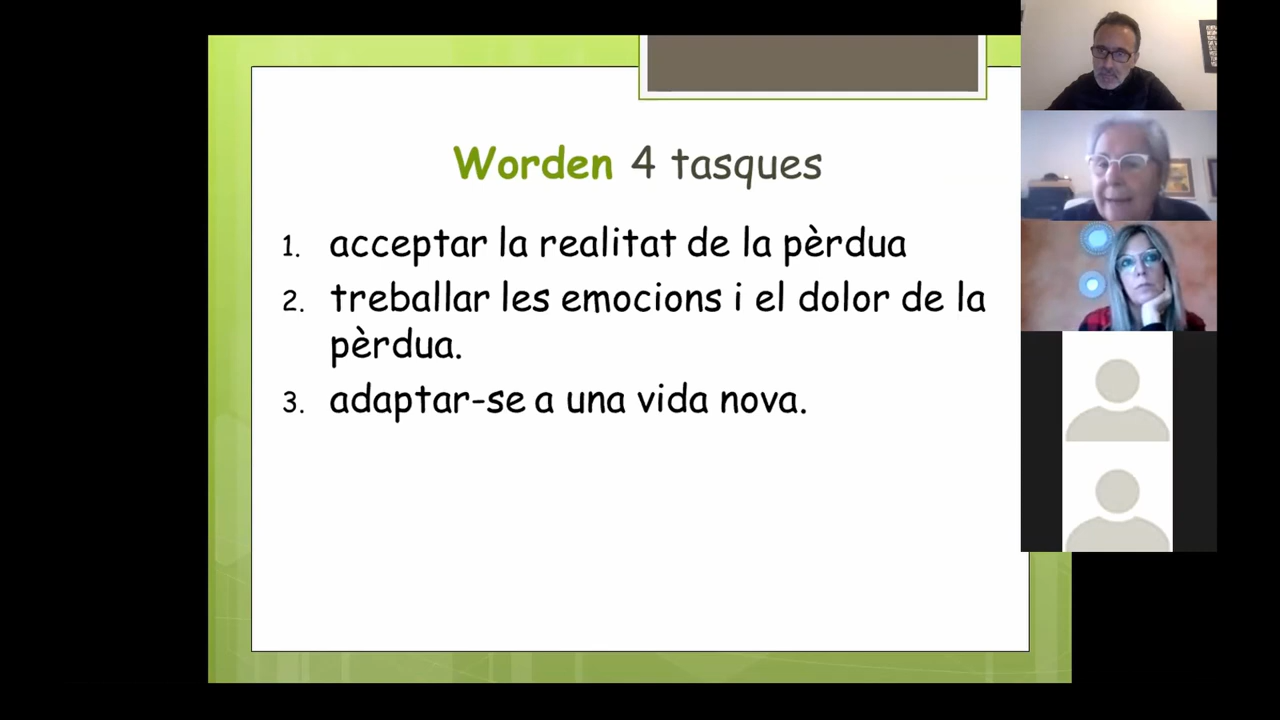 Worden 4 tasques
1. acceptar la realitat de la pèrdua
2. treballar les emocions i el dolor de la
pèrdua.
3. adaptar-se a una vida nova.